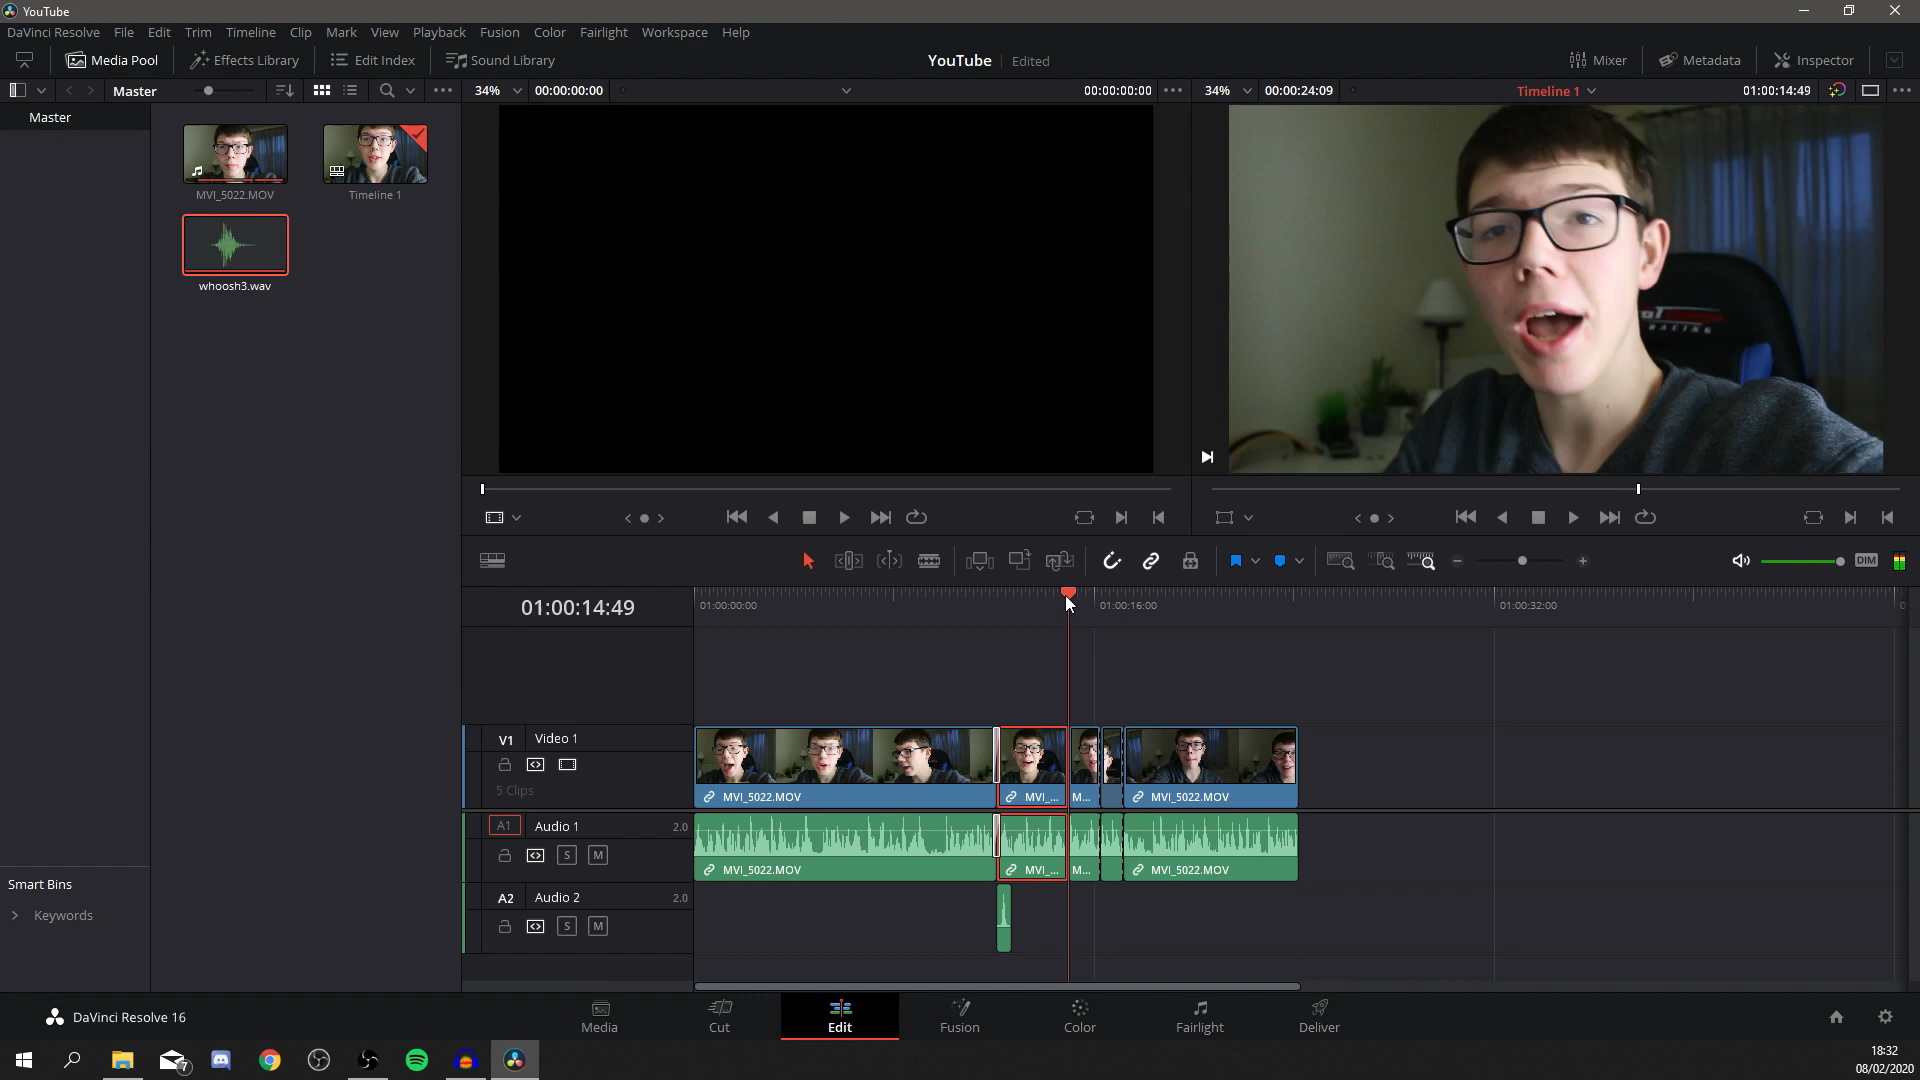 YouTube
DaVinci Resolve File Edit Trim Timeline Clip Mark View Playback Fusion Color Fairlight Workspace Help
Media Pool Effects Library Edit Index Sound Library YouTube Edited Mixer Metadata Inspector
Master 34% 00:00:00:00 00:00:00:00 34% 00:00:24:09 Timeline 1 01:00:14:49
Master
MVI_5022.MOV Timeline 1
whoosh3.wav
RACING
DIM
01:00:14:49 01:00:00:00 01:00:16:00 01:00:32:00
V1 Video 1
5 Clips
MVI_5022.MOV MVI_... M... MVI_5022.MOV
A1 Audio 1 2.0
S M
MVI_5022.MOV MVI_... M... MVI_5022.MOV
Smart Bins
A2 Audio 2 2.0
Keywords
S M
DaVinci Resolve 16
Media Cut Edit Fusion Color Fairlight Deliver
7
18:32
08/02/2020